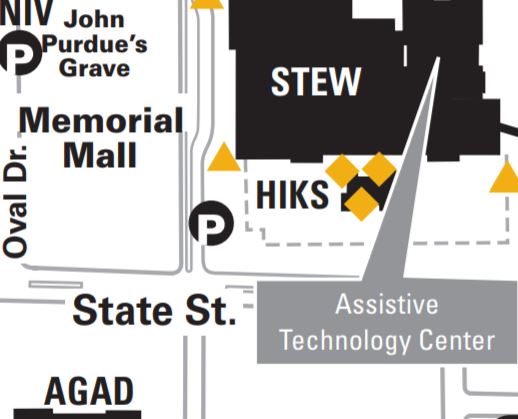 NIV
John
Purdue's
Grave
P
STEW
Memorial
Mall
Oval Dr.
HIKS
P
State St.
Assistive
Technology Center
AGAD